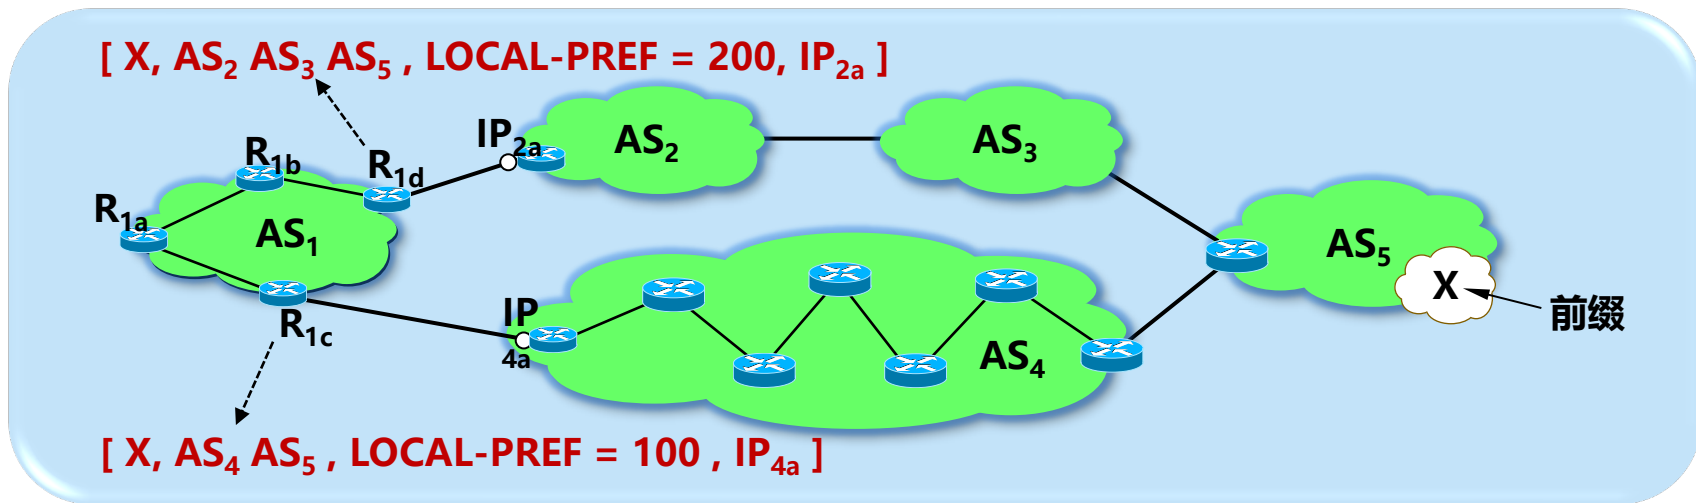 [ X, AS₂ AS₃ AS₅ , LOCAL-PREF = 200, IP₂ₐ ]
IP₂ₐ
AS₂
AS₃
R₁b
R₁d
R₁ₐ
AS₁
AS₅
X
前缀
IP
4a
R₁c
AS₄
[ X, AS₄ AS₅ , LOCAL-PREF = 100 , IP₄ₐ ]